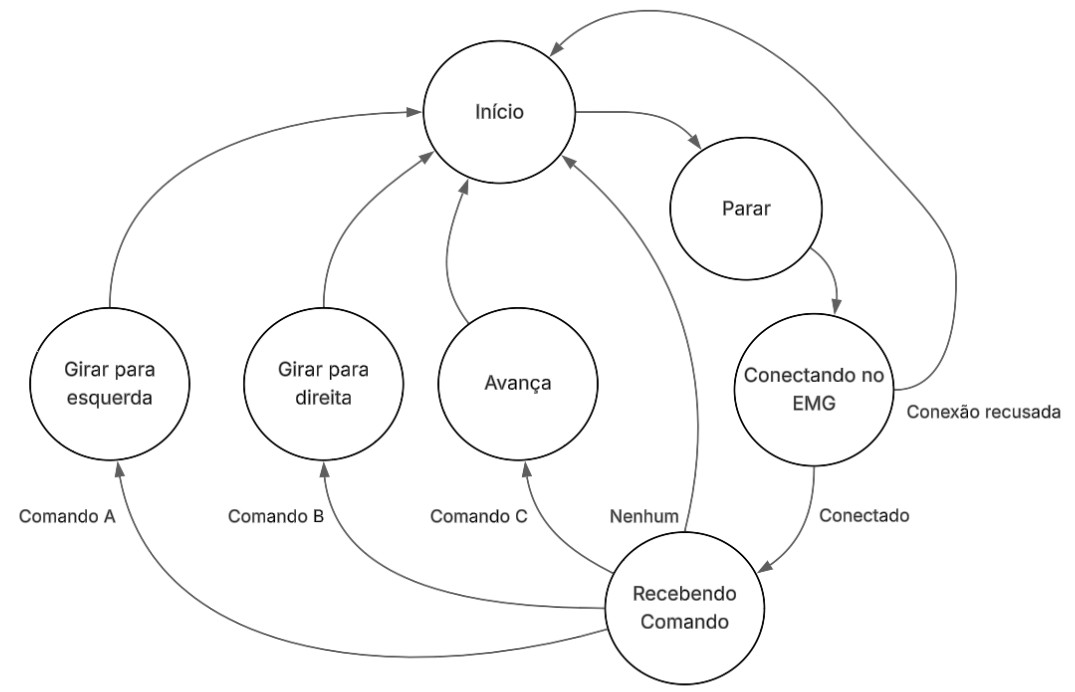 Início
Parar
Girar para
esquerda
Girar para
direita
Avança
Conectando no
EMG
Conexão recusada
Comando A
Comando B
Comando C
Nenhum
Conectado
Recebendo
Comando